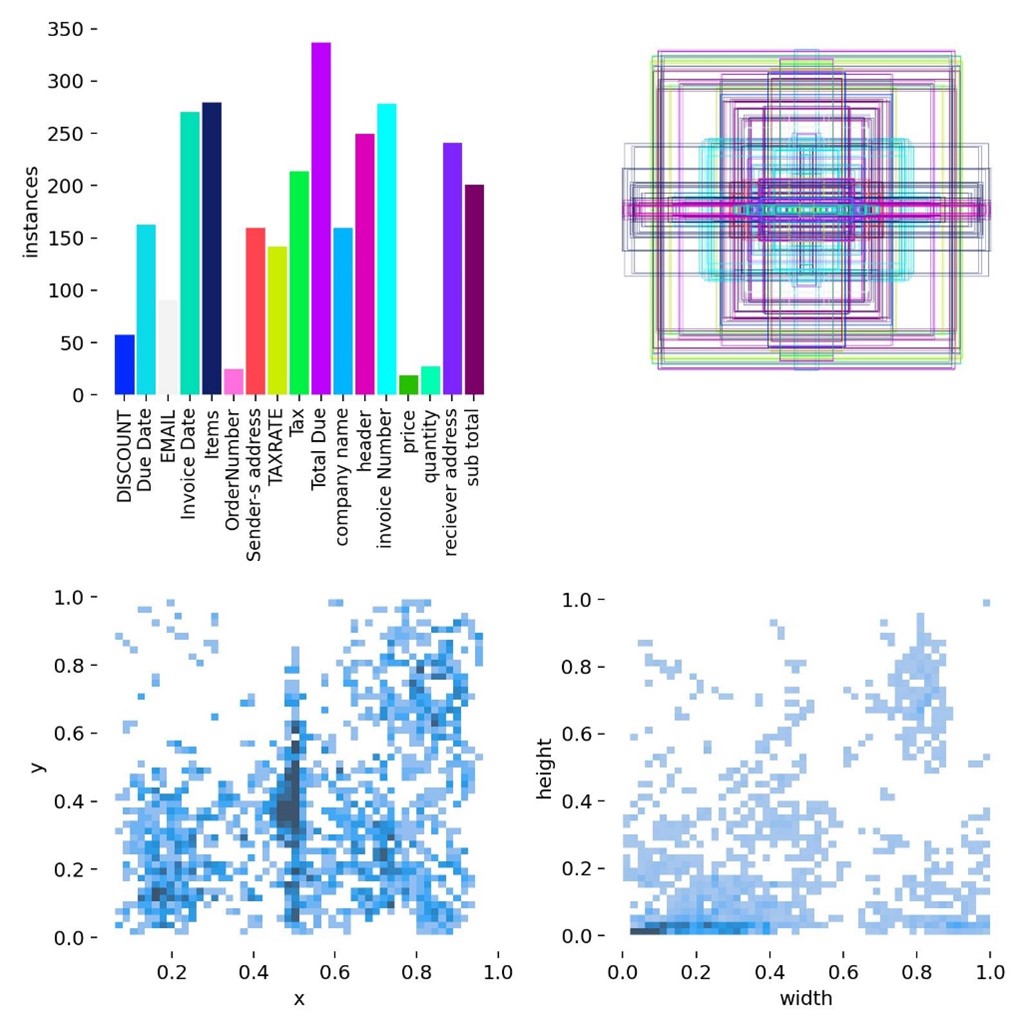 350
300
250
200
150
100
50
0
instances
DISCOUNT
Due Date
EMAIL
Invoice Date
Items
OrderNumber
Sender-s address
TAXRATE
Tax
Total Due
company name
header
invoice Number
price
quantity
reciever address
sub total
1.0
0.8
0.6
0.4
0.2
0.0
y
0.2 0.4 0.6 0.8 1.0
x
1.0
0.8
0.6
0.4
0.2
0.0
height
0.0 0.2 0.4 0.6 0.8 1.0
width